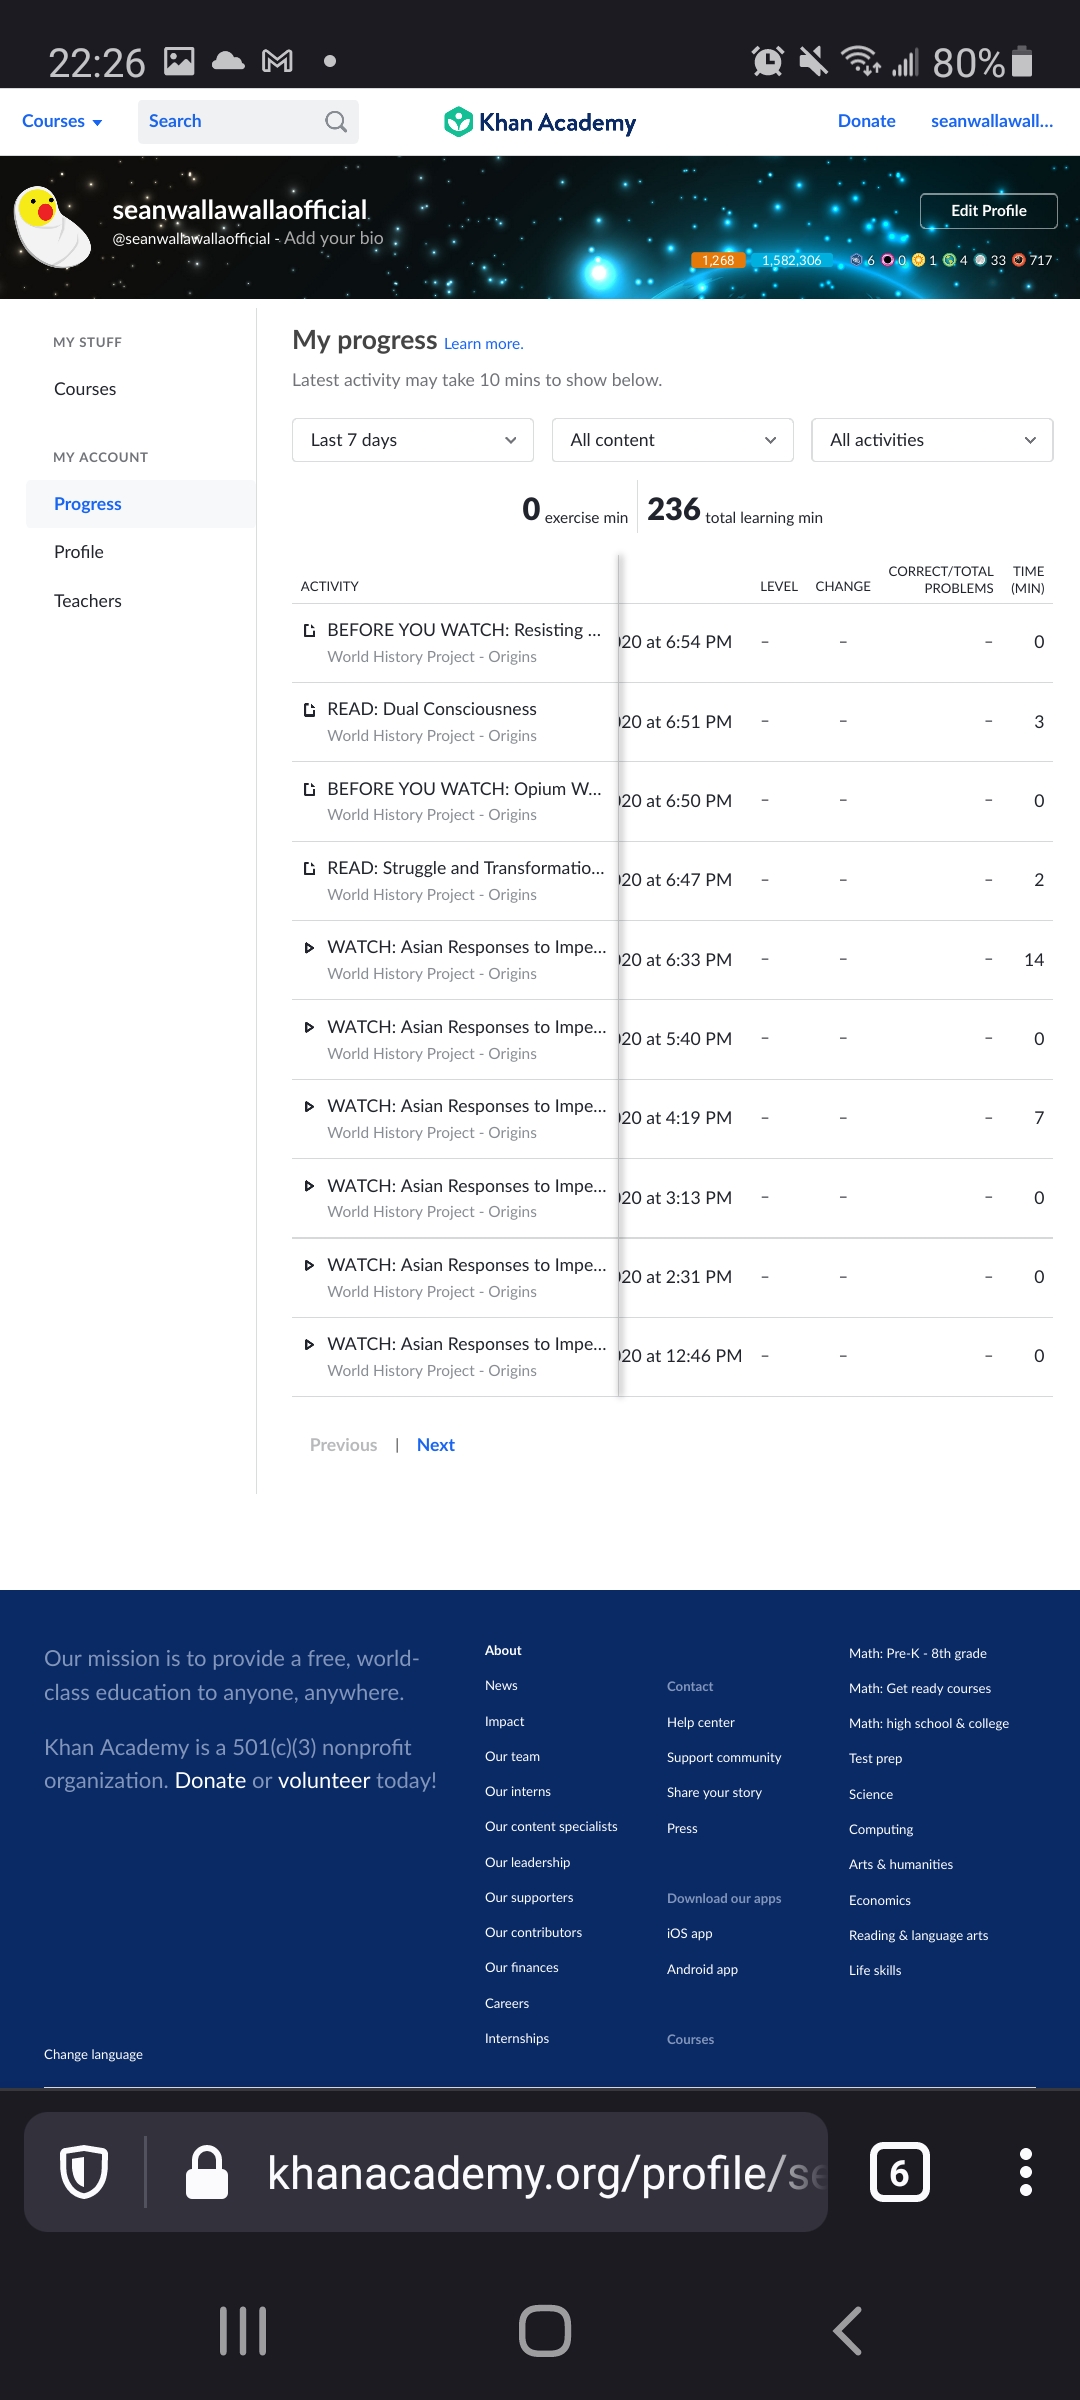 22:26 80%
Courses Search Khan Academy Donate seanwallawall...
seanwallawallaofficial
@seanwallawallaofficial - Add your bio
Edit Profile
1,268 1,582,306 6 0 1 4 33 717
MY STUFF
Courses
MY ACCOUNT
Progress
Profile
Teachers
My progress Learn more.
Latest activity may take 10 mins to show below.
Last 7 days All content All activities
0 exercise min 236 total learning min
ACTIVITY LEVEL CHANGE CORRECT/TOTAL PROBLEMS TIME (MIN)
BEFORE YOU WATCH: Resisting ... 20 at 6:54 PM – – – 0
World History Project - Origins
READ: Dual Consciousness 20 at 6:51 PM – – – 3
World History Project - Origins
BEFORE YOU WATCH: Opium W... 20 at 6:50 PM – – – 0
World History Project - Origins
READ: Struggle and Transformatio... 20 at 6:47 PM – – – 2
World History Project - Origins
WATCH: Asian Responses to Impe... 20 at 6:33 PM – – – 14
World History Project - Origins
WATCH: Asian Responses to Impe... 20 at 5:40 PM – – – 0
World History Project - Origins
WATCH: Asian Responses to Impe... 20 at 4:19 PM – – – 7
World History Project - Origins
WATCH: Asian Responses to Impe... 20 at 3:13 PM – – – 0
World History Project - Origins
WATCH: Asian Responses to Impe... 20 at 2:31 PM – – – 0
World History Project - Origins
WATCH: Asian Responses to Impe... 20 at 12:46 PM – – – 0
World History Project - Origins
Previous | Next
Our mission is to provide a free, world-
class education to anyone, anywhere.
Khan Academy is a 501(c)(3) nonprofit
organization. Donate or volunteer today!
Change language
About
News
Impact
Our team
Our interns
Our content specialists
Our leadership
Our supporters
Our contributors
Our finances
Careers
Internships
Contact
Help center
Support community
Share your story
Press
Download our apps
iOS app
Android app
Courses
Math: Pre-K - 8th grade
Math: Get ready courses
Math: high school & college
Test prep
Science
Computing
Arts & humanities
Economics
Reading & language arts
Life skills
khanacademy.org/profile/se 6